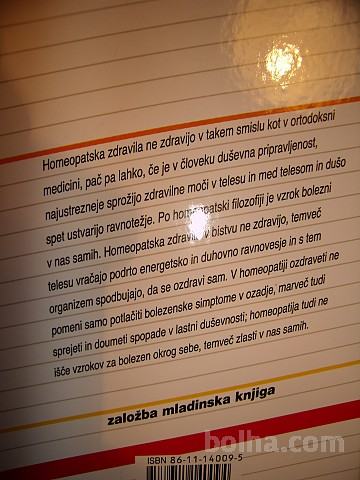 bolha.com
Homeopatska zdravila ne zdravijo v takem smislu kot v ortodoksni
medicini, pač pa lahko, če je v človeku duševna pripravljenost,
najustrezneje sprožijo zdravilne moči v telesu in med telesom in dušo
spet ustvarijo ravnotežje. Po homeopatski filozofiji je vzrok bolezni
v nas samih. Homeopatska zdravila v bistvu ne zdravijo, temveč
telesu vračajo podrto energetsko in duhovno ravnovesje in s tem
organizem spodbujajo, da se ozdravi sam. V homeopatiji ozdraveti ne
pomeni samo potlačiti bolezenske simptome v ozadje, marveč tudi
sprejeti in doumeti spopade v lastni duševnosti; homeopatija tudi ne
išče vzrokov za bolezen okrog sebe, temveč zlasti v nas samih.
založba mladinska knjiga
bolha.com
ISBN 86-11-14009-5